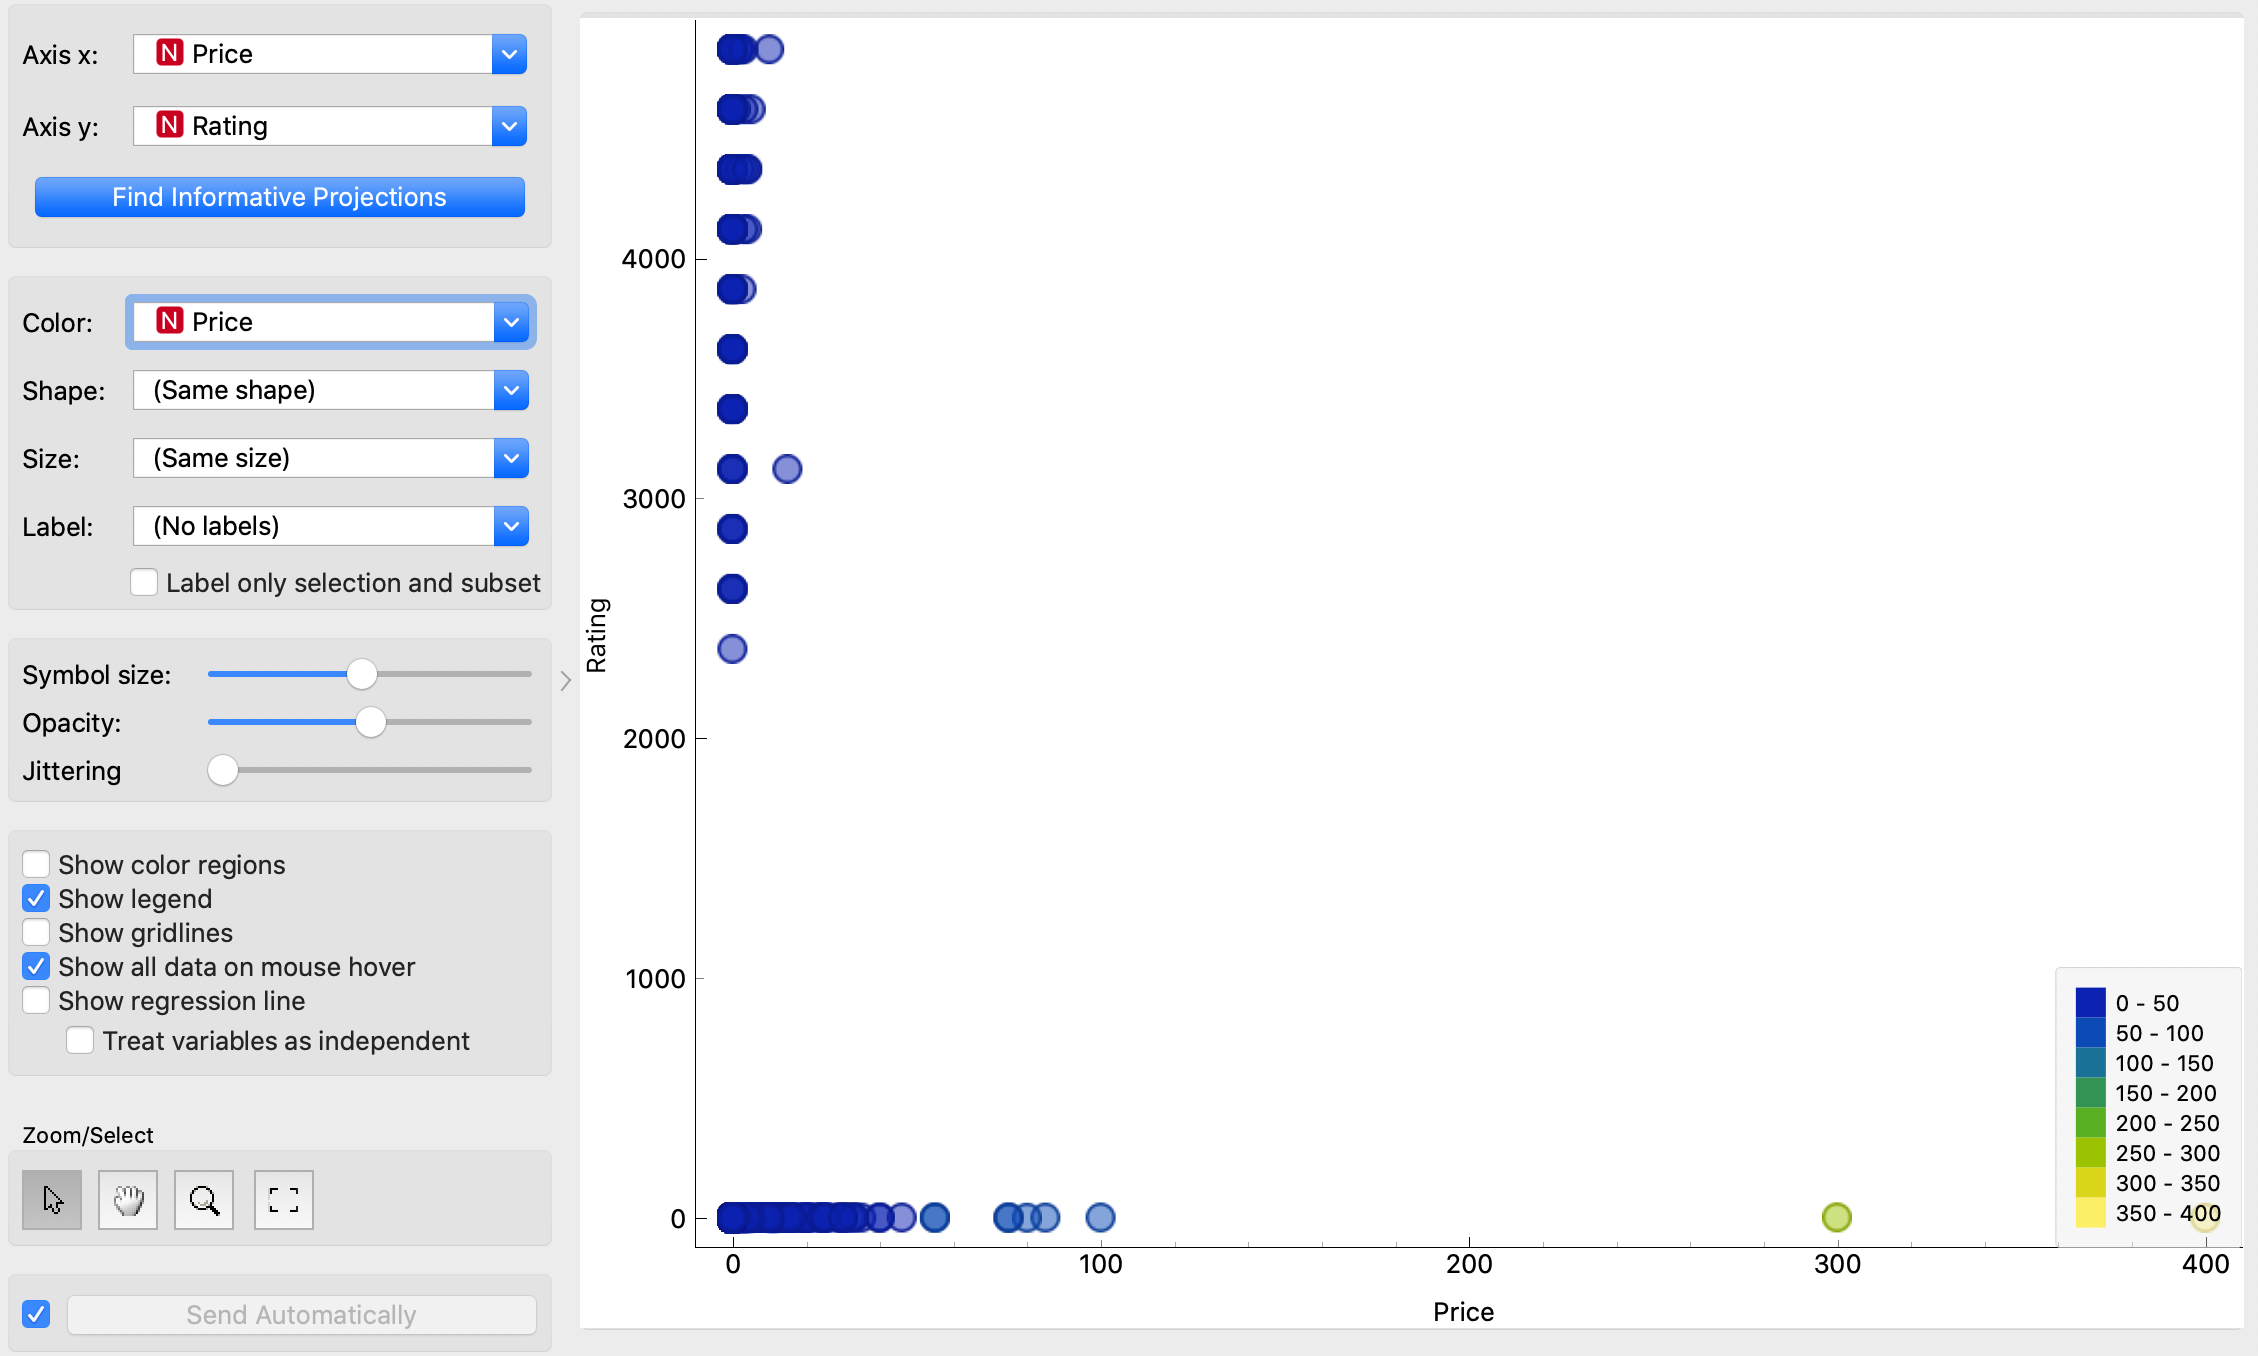 Axis x: N Price
Axis y: N Rating
Find Informative Projections
Color: N Price
Shape: (Same shape)
Size: (Same size)
Label: (No labels)
Label only selection and subset
Symbol size:
Opacity:
Jittering
Show color regions
Show legend
Show gridlines
Show all data on mouse hover
Show regression line
Treat variables as independent
Zoom/Select
Send Automatically
Rating
4000
3000
2000
1000
0
0 100 200 300 400
Price
0 - 50
50 - 100
100 - 150
150 - 200
200 - 250
250 - 300
300 - 350
350 - 400